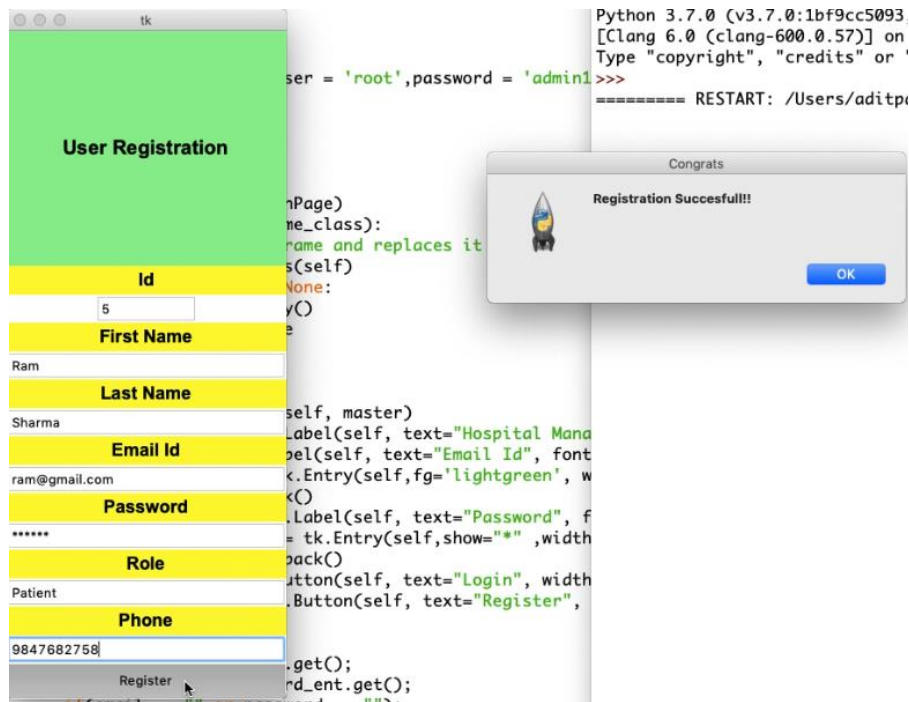 tk
User Registration
Id
5
First Name
Ram
Last Name
Sharma
Email Id
ram@gmail.com
Password
******
Role
Patient
Phone
9847682758
Register
ser = 'root',password = 'admin1
nPage)
me_class):
rame and replaces it
s(self)
None:
y()
e
self, master)
Label(self, text="Hospital Mana
bel(self, text="Email Id", font
k.Entry(self,fg='lightgreen', w
k()
.Label(self, text="Password", f
= tk.Entry(self,show="*" ,width
pack()
utton(self, text="Login", width
.Button(self, text="Register",
.get();
rd_ent.get();
Python 3.7.0 (v3.7.0:1bf9cc5093,
[Clang 6.0 (clang-600.0.57)] on
Type "copyright", "credits" or "
>>>
========= RESTART: /Users/aditpa
Congrats
Registration Succesfull!!
OK